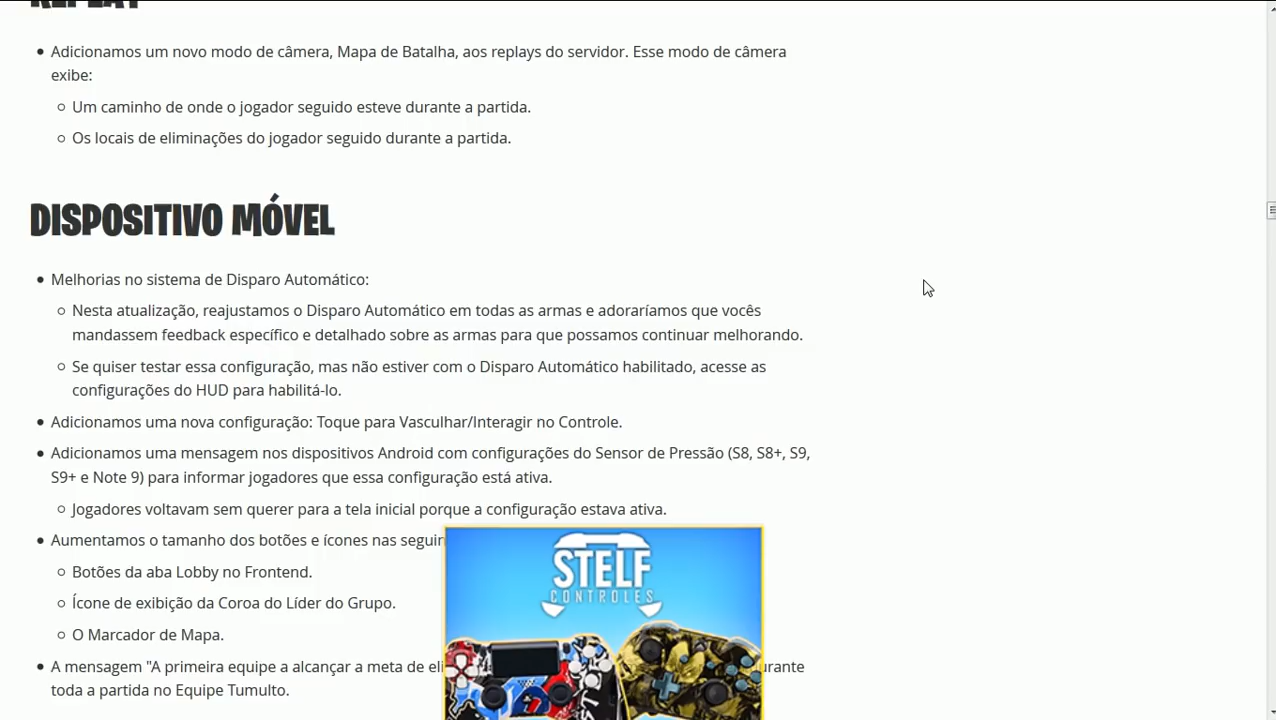 REPLAY
Adicionamos um novo modo de câmera, Mapa de Batalha, aos replays do servidor. Esse modo de câmera
exibe:
Um caminho de onde o jogador seguido esteve durante a partida.
Os locais de eliminações do jogador seguido durante a partida.
DISPOSITIVO MÓVEL
Melhorias no sistema de Disparo Automático:
Nesta atualização, reajustamos o Disparo Automático em todas as armas e adoraríamos que vocês
mandassem feedback específico e detalhado sobre as armas para que possamos continuar melhorando.
Se quiser testar essa configuração, mas não estiver com o Disparo Automático habilitado, acesse as
configurações do HUD para habilitá-lo.
Adicionamos uma nova configuração: Toque para Vasculhar/Interagir no Controle.
Adicionamos uma mensagem nos dispositivos Android com configurações do Sensor de Pressão (S8, S8+, S9,
S9+ e Note 9) para informar jogadores que essa configuração está ativa.
Jogadores voltavam sem querer para a tela inicial porque a configuração estava ativa.
Aumentamos o tamanho dos botões e ícones nas
STELF
CONTROLES
Botões da aba Lobby no Frontend.
Ícone de exibição da Coroa do Líder do Grupo.
O Marcador de Mapa.
A mensagem "A primeira equipe a alcançar a meta de
toda a partida no Equipe Tumulto.